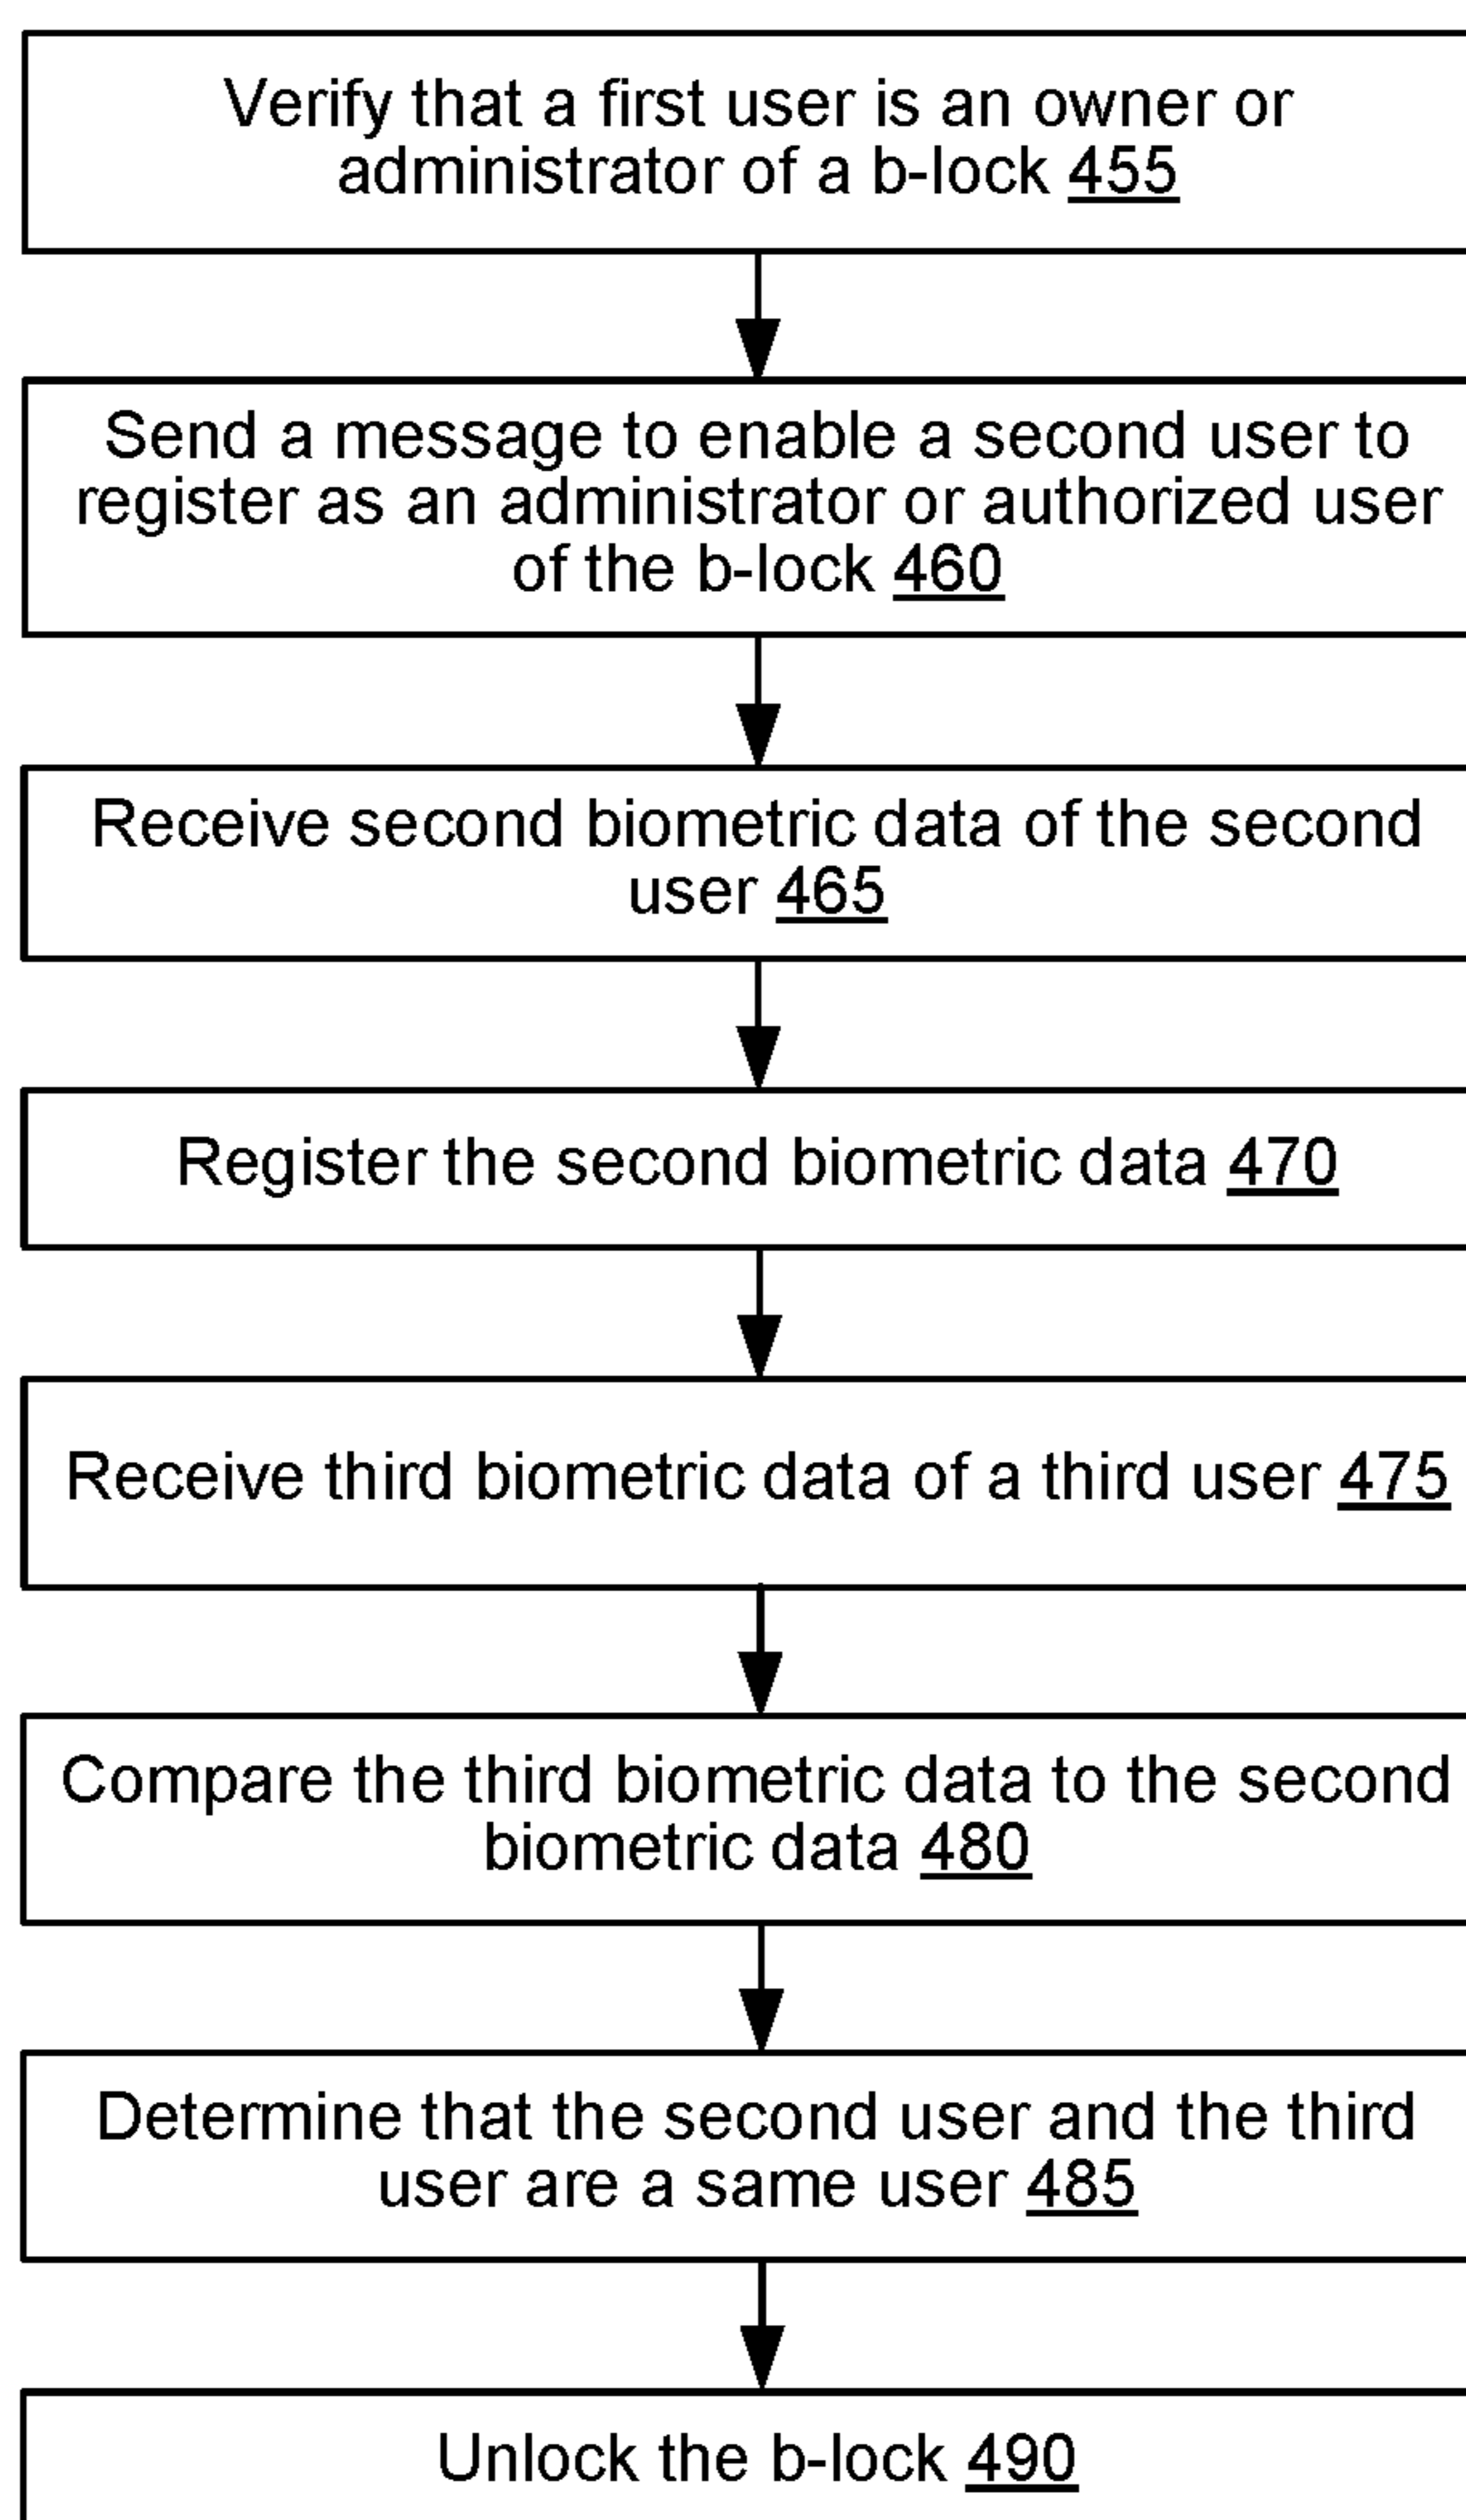 Verify that a first user is an owner or
administrator of a b-lock 455
Send a message to enable a second user to
register as an administrator or authorized user
of the b-lock 460
Receive second biometric data of the second
user 465
Register the second biometric data 470
Receive third biometric data of a third user 475
Compare the third biometric data to the second
biometric data 480
Determine that the second user and the third
user are a same user 485
Unlock the b-lock 490